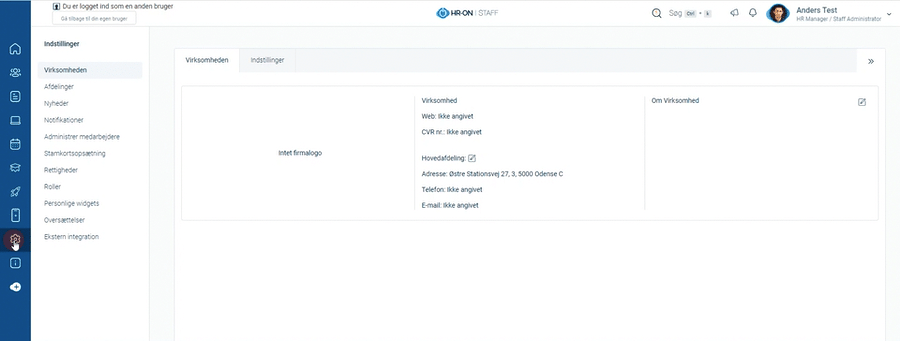 Du er logget ind som en anden bruger
Gå tilbage til din egen bruger
HR-ON | STAFF
Søg Ctrl + k
Anders Test
HR Manager / Staff Administrator
Indstillinger
Virksomheden
Afdelinger
Nyheder
Notifikationer
Administrer medarbejdere
Stamkortsopsætning
Rettigheder
Roller
Personlige widgets
Oversættelser
Ekstern integration
Virksomheden
Indstillinger
Intet firmalogo
Virksomhed
Web: Ikke angivet
CVR nr.: Ikke angivet
Hovedafdeling:
Adresse: Østre Stationsvej 27, 3, 5000 Odense C
Telefon: Ikke angivet
E-mail: Ikke angivet
Om Virksomhed